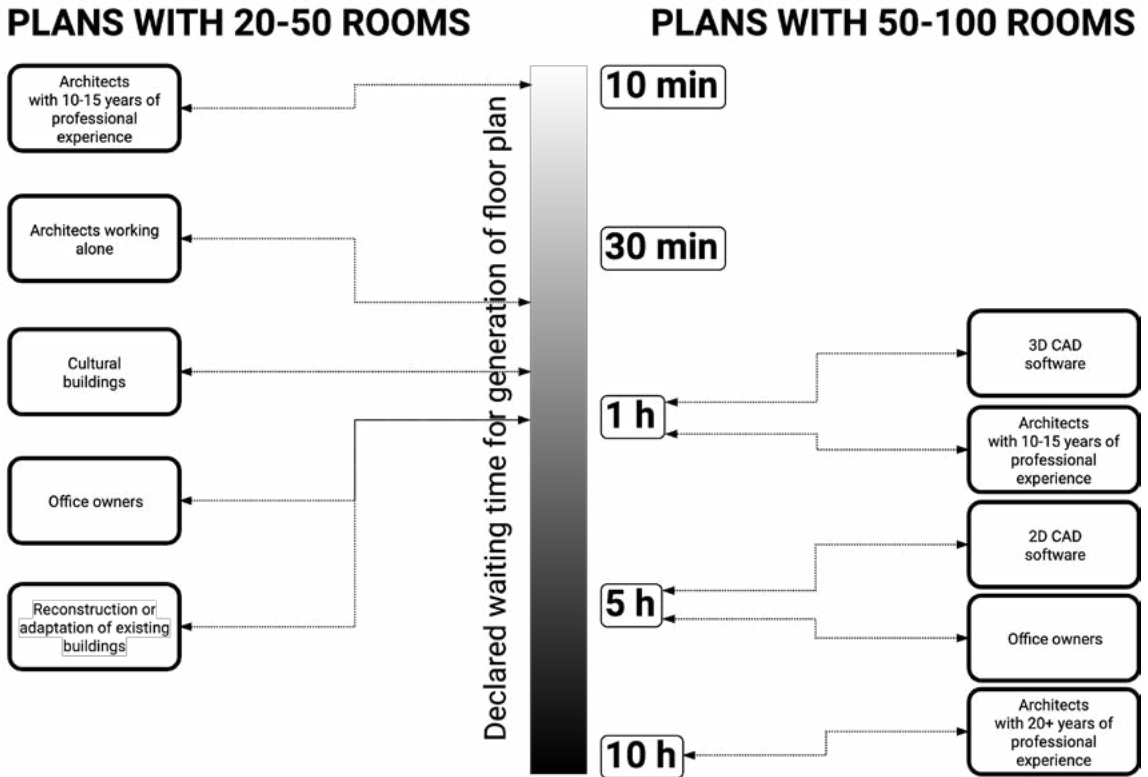 PLANS WITH 20-50 ROOMS
PLANS WITH 50-100 ROOMS
Architects
with 10-15 years of
professional
experience
Architects working
alone
Cultural
buildings
Office owners
Reconstruction or
adaptation of existing
buildings
Declared waiting time for generation of floor plan
10 min
30 min
1 h
5 h
10 h
3D CAD
software
Architects
with 10-15 years of
professional
experience
2D CAD
software
Office owners
Architects
with 20+ years of
professional
experience